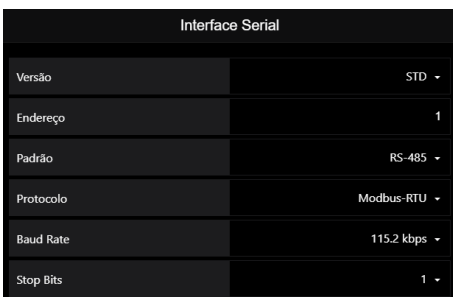 Interface Serial
Versão STD
Endereço 1
Padrão RS-485
Protocolo Modbus-RTU
Baud Rate 115.2 kbps
Stop Bits 1